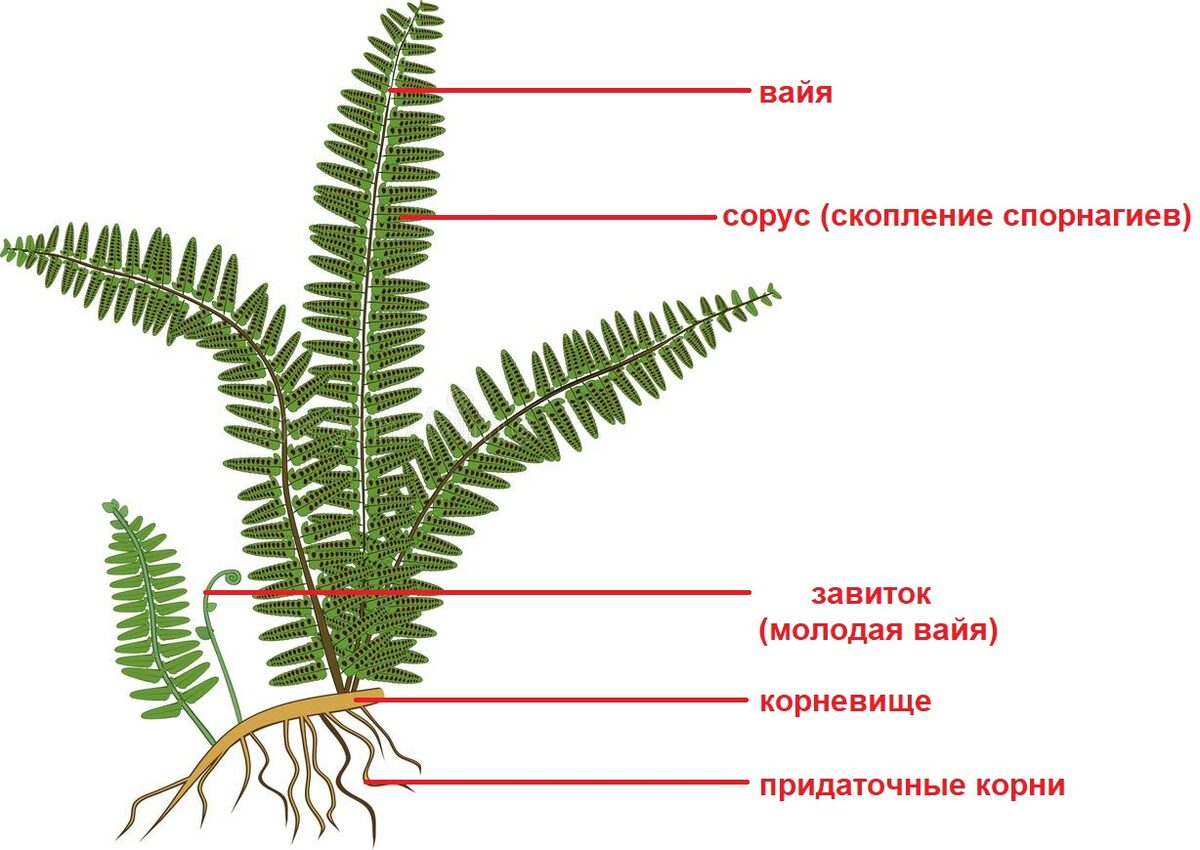 вайя
сорус (скопление спорнагиев)
завиток
(молодая вайя)
корневище
придаточные корни